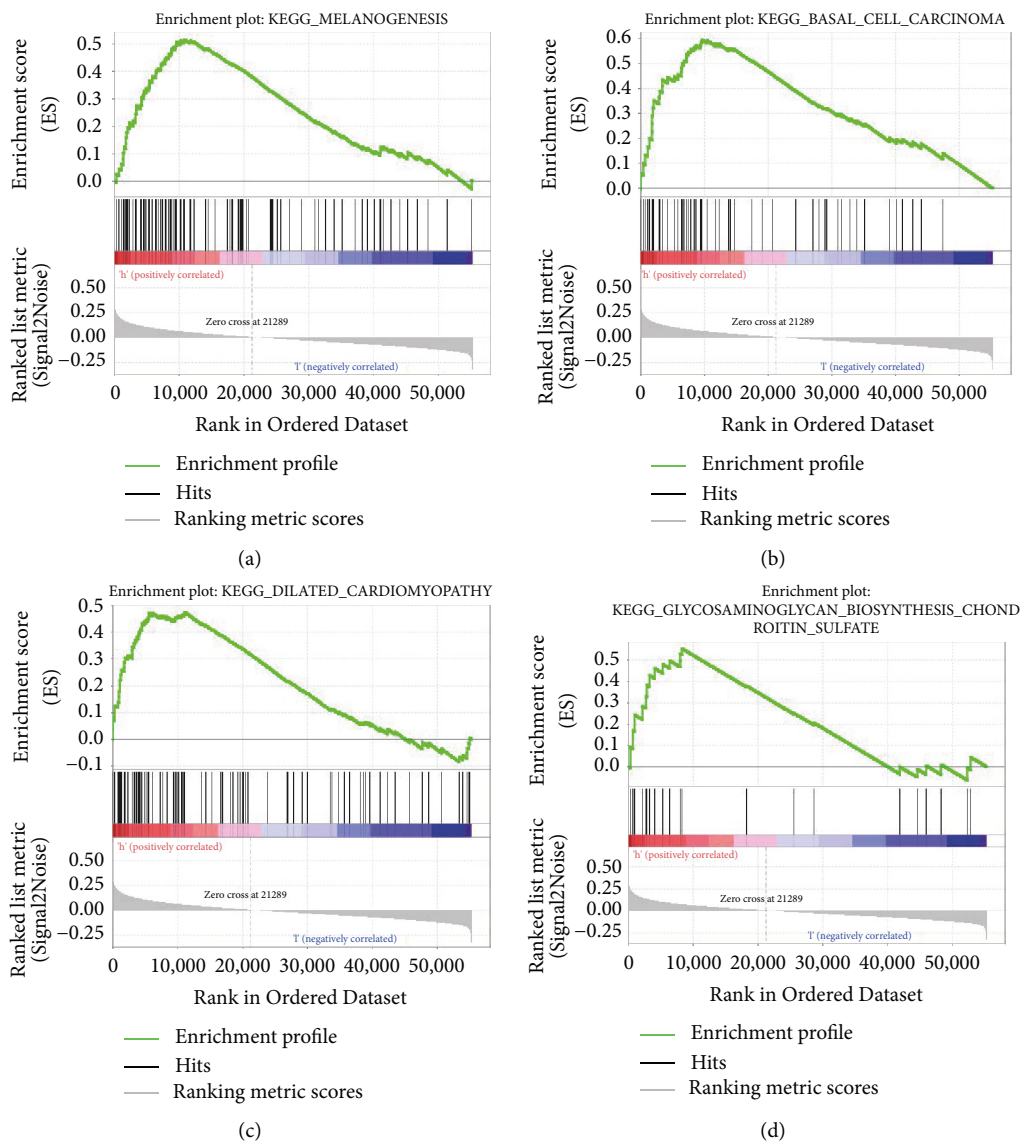 Enrichment plot: KEGG_MELANOGENESIS
Enrichment score
(ES)
0.5
0.4
0.3
0.2
0.1
0.0
'h' (positively correlated)
Ranked list metric
(Signal2Noise)
0.50
0.25
0.00
−0.25
Zero cross at 21289
'l' (negatively correlated)
0
10,000
20,000
30,000
40,000
50,000
Rank in Ordered Dataset
Enrichment profile
Hits
Ranking metric scores
(a)
Enrichment plot: KEGG_BASAL_CELL_CARCINOMA
Enrichment score
(ES)
0.6
0.5
0.4
0.3
0.2
0.1
0.0
'h' (positively correlated)
Ranked list metric
(Signal2Noise)
0.50
0.25
0.00
−0.25
Zero cross at 21289
'l' (negatively correlated)
0
10,000
20,000
30,000
40,000
50,000
Rank in Ordered Dataset
Enrichment profile
Hits
Ranking metric scores
(b)
Enrichment plot: KEGG_DILATED_CARDIOMYOPATHY
Enrichment score
(ES)
0.5
0.4
0.3
0.2
0.1
0.0
−0.1
'h' (positively correlated)
Ranked list metric
(Signal2Noise)
0.50
0.25
0.00
−0.25
Zero cross at 21289
'l' (negatively correlated)
0
10,000
20,000
30,000
40,000
50,000
Rank in Ordered Dataset
Enrichment profile
Hits
Ranking metric scores
(c)
Enrichment plot:
KEGG_GLYCOSAMINOGLYCAN_BIOSYNTHESIS_CHOND
ROITIN_SULFATE
Enrichment score
(ES)
0.5
0.4
0.3
0.2
0.1
0.0
'h' (positively correlated)
Ranked list metric
(Signal2Noise)
0.50
0.25
0.00
−0.25
Zero cross at 21289
'l' (negatively correlated)
0
10,000
20,000
30,000
40,000
50,000
Rank in Ordered Dataset
Enrichment profile
Hits
Ranking metric scores
(d)